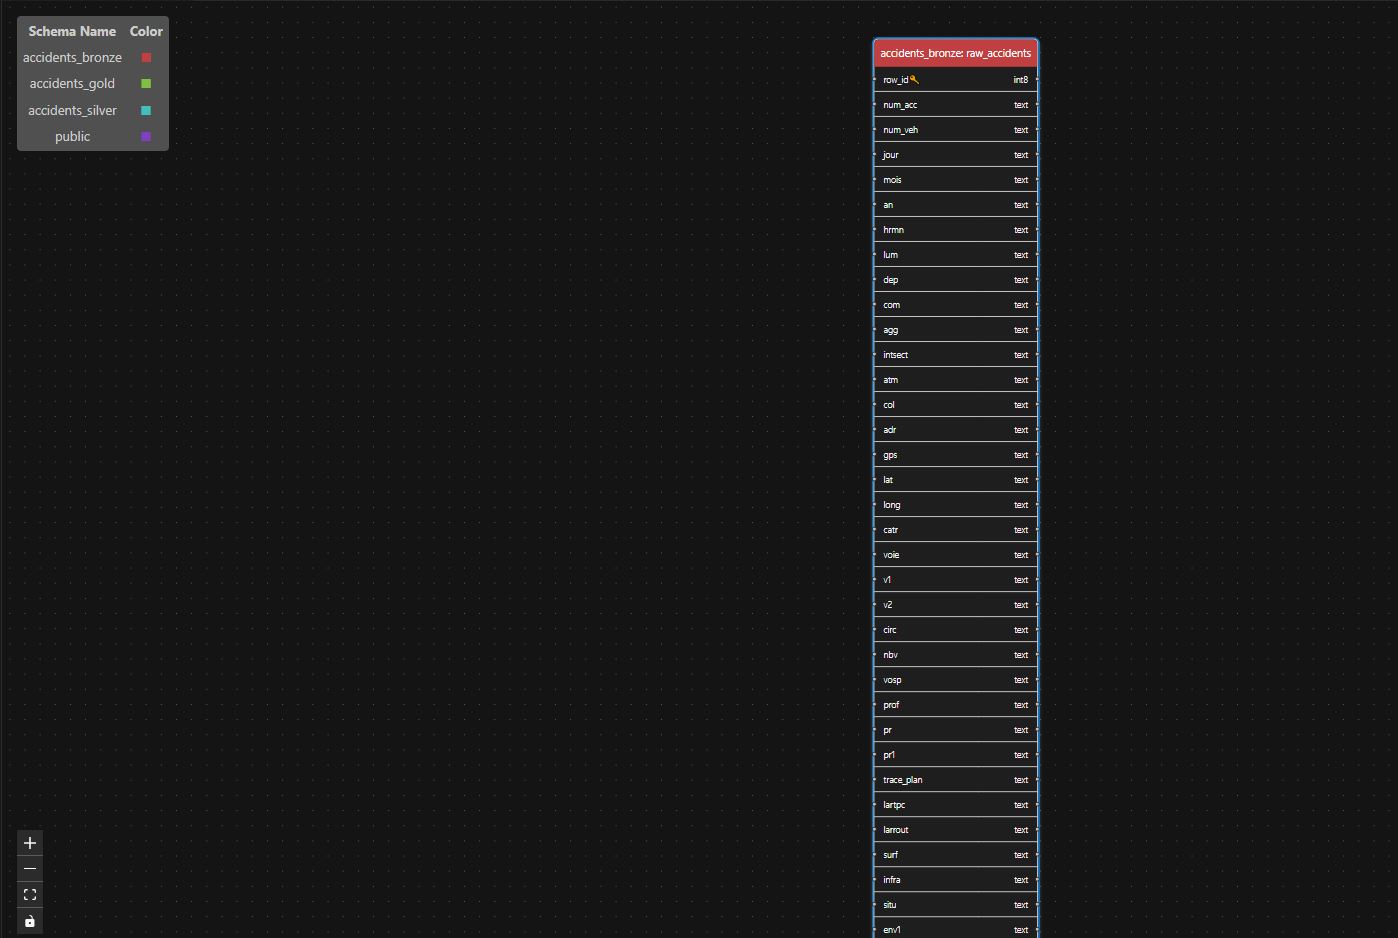 Schema Name Color
accidents_bronze
accidents_gold
accidents_silver
public
accidents_bronze: raw_accidents
row_id int8
num_acc text
num_veh text
jour text
mois text
an text
hrmn text
lum text
dep text
com text
agg text
intsect text
atm text
col text
adr text
gps text
lat text
long text
catr text
voie text
v1 text
v2 text
circ text
nbv text
vosp text
prof text
pr text
pr1 text
trace_plan text
lartpc text
larrout text
surf text
infra text
situ text
env1 text